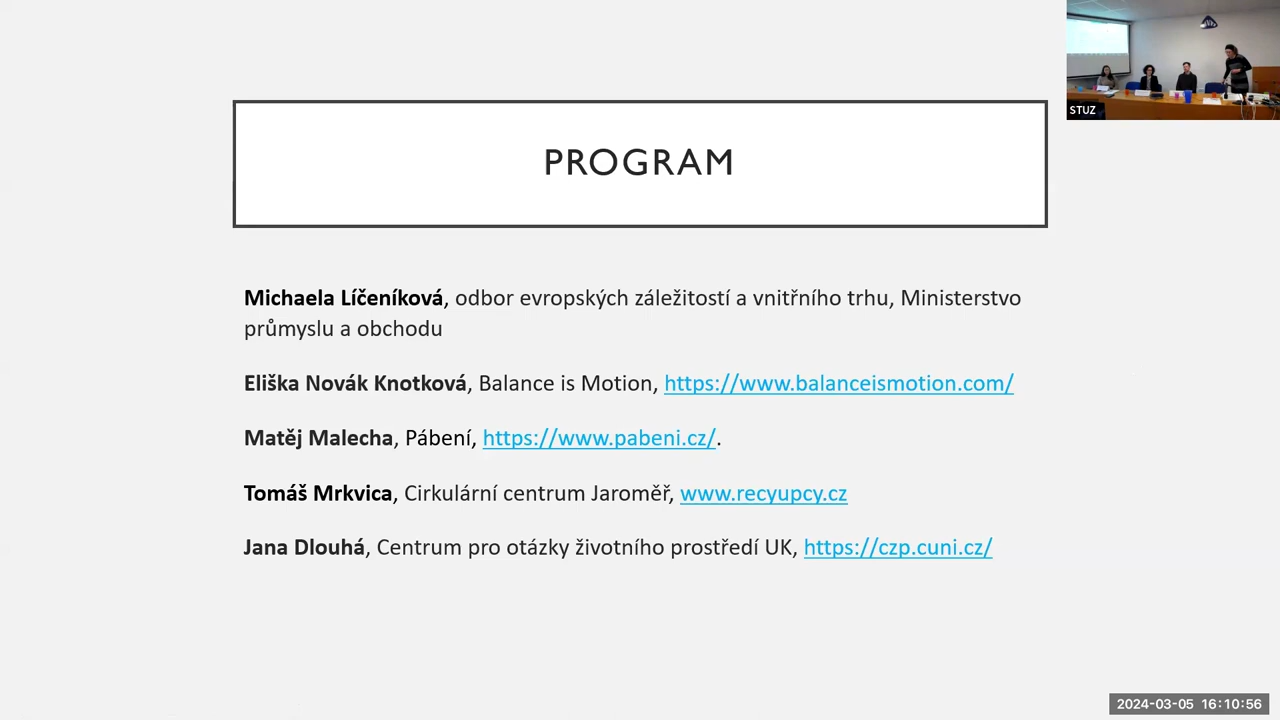 STUZ
PROGRAM
Michaela Líčeníková, odbor evropských záležitostí a vnitřního trhu, Ministerstvo
průmyslu a obchodu
Eliška Novák Knotková, Balance is Motion, https://www.balanceismotion.com/
Matěj Malecha, Pábení, https://www.pabeni.cz/.
Tomáš Mrkvica, Cirkulární centrum Jaroměř, www.recyupcy.cz
Jana Dlouhá, Centrum pro otázky životního prostředí UK, https://czp.cuni.cz/
2024-03-05 16:10:56